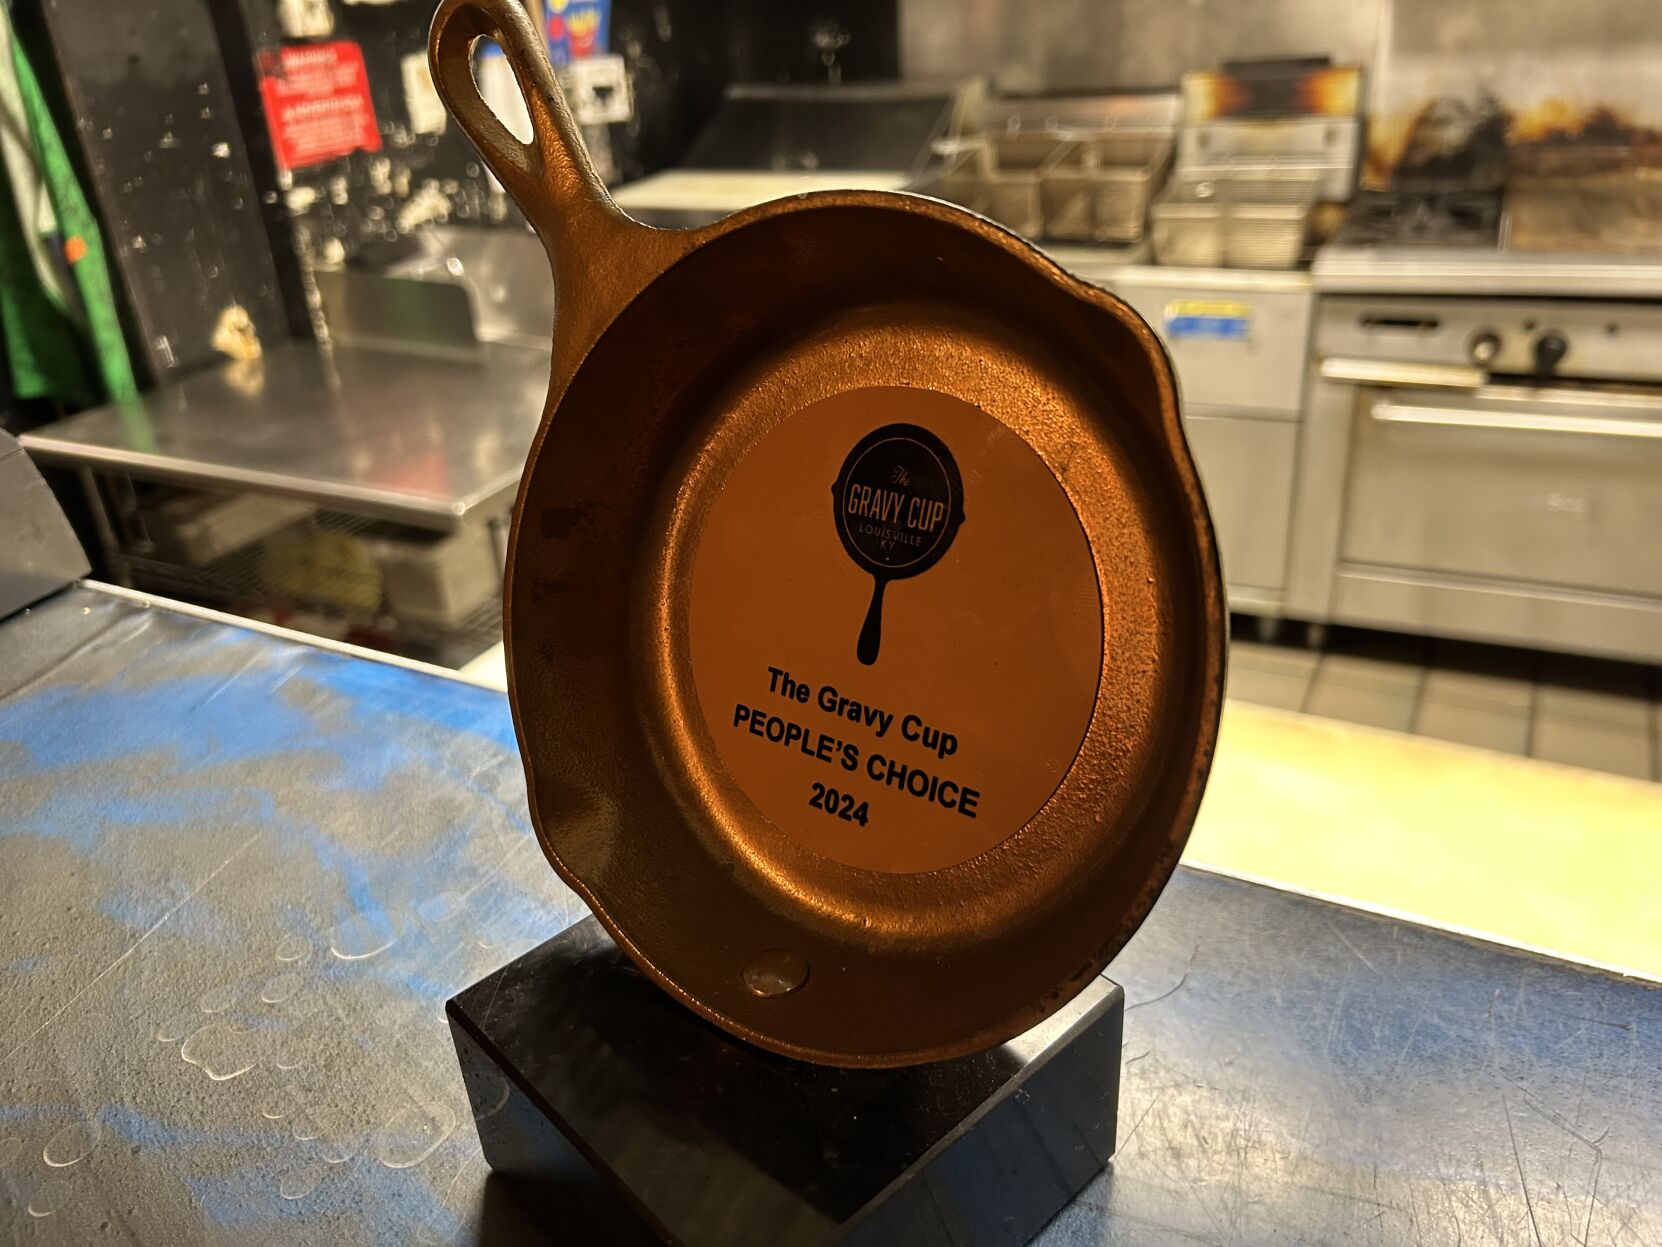 The
GRAVY CUP
LOUISVILLE
KY
The Gravy Cup
PEOPLE'S CHOICE
2024